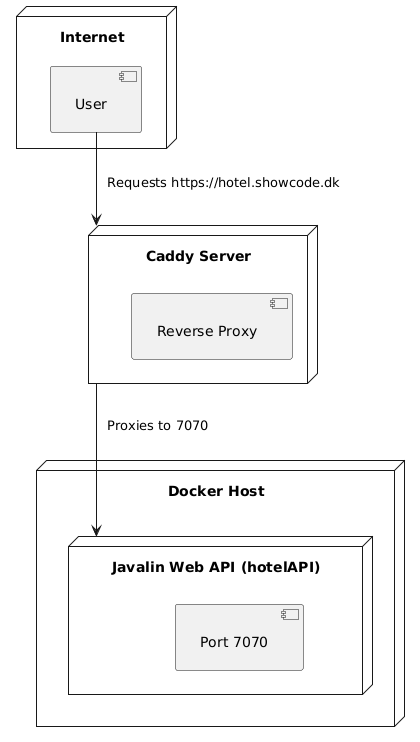 Internet
User
Requests https://hotel.showcode.dk
Caddy Server
Reverse Proxy
Proxies to 7070
Docker Host
Javalin Web API (hotelAPI)
Port 7070